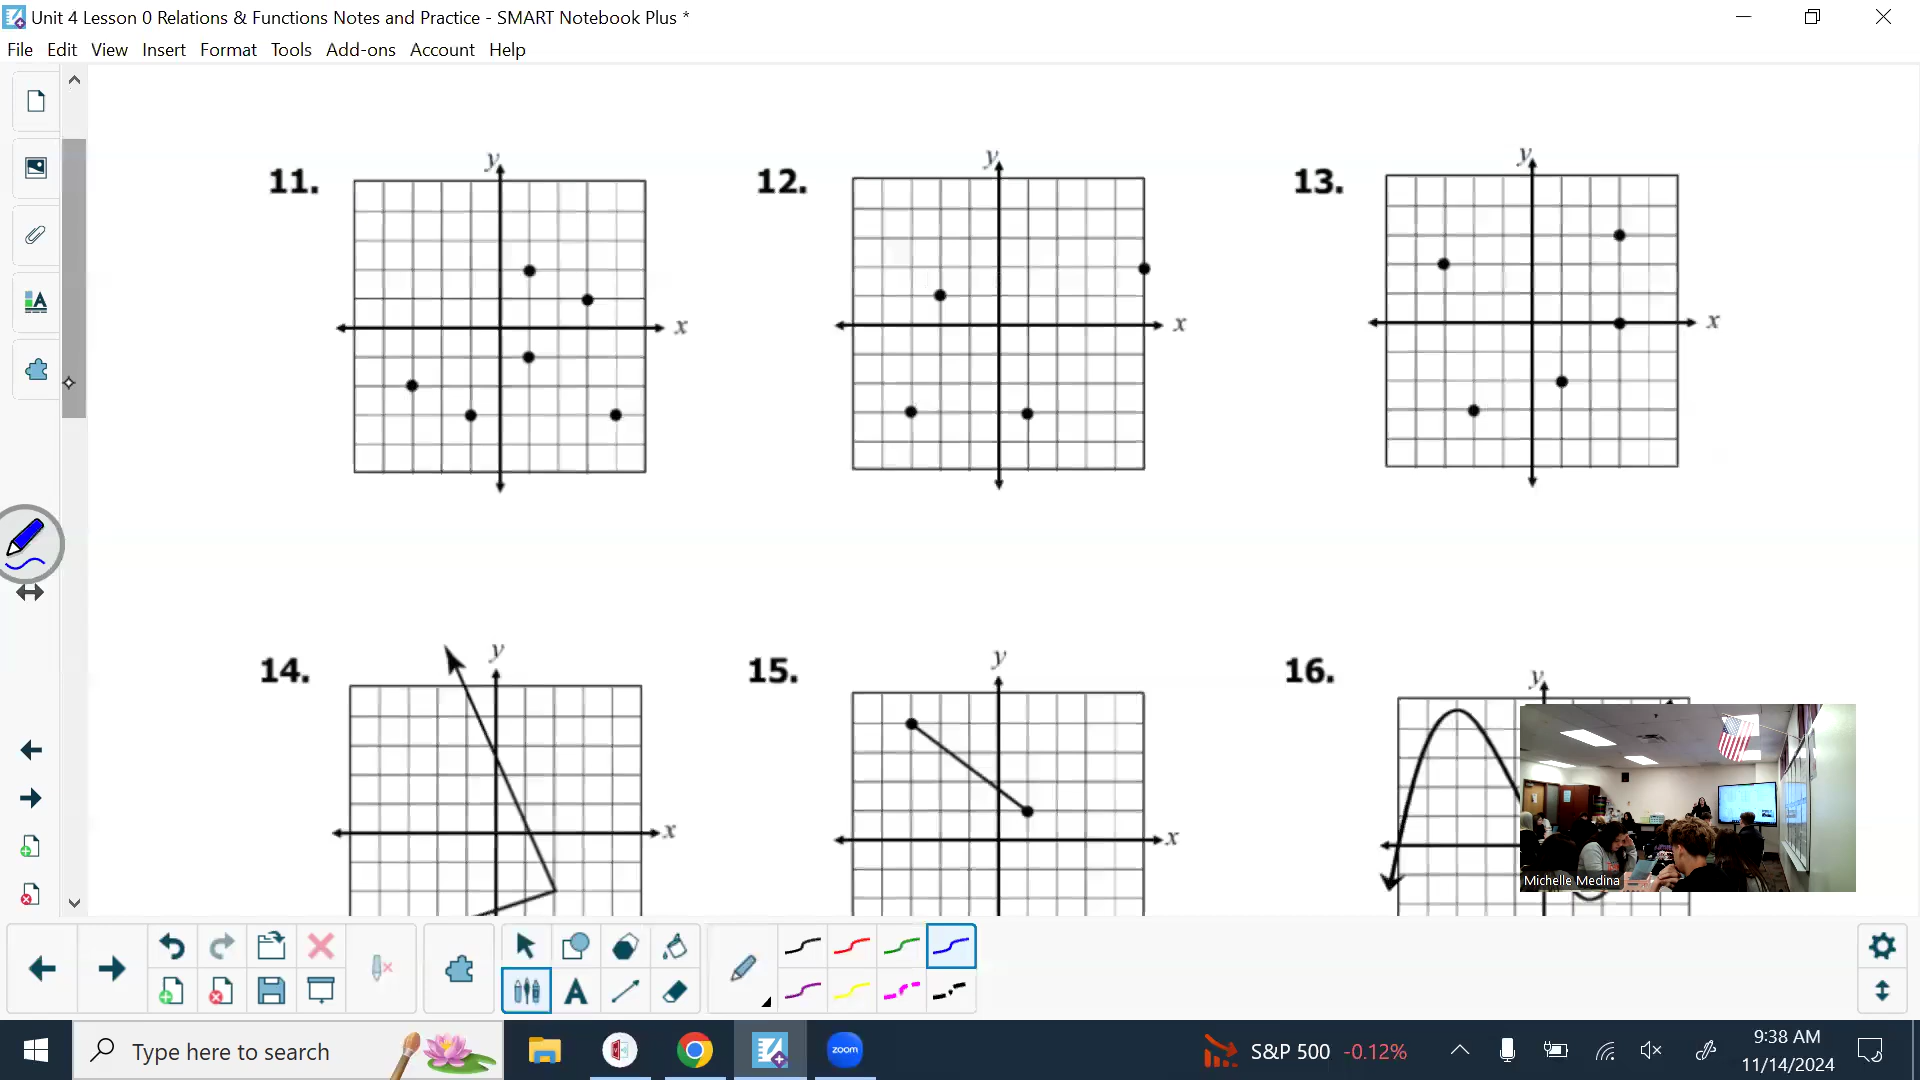 Unit 4 Lesson 0 Relations & Functions Notes and Practice - SMART Notebook Plus *
File Edit View Insert Format Tools Add-ons Account Help
11. y x
12. y x
13. y x
14. y x
15. y x
16. y
Michelle Medina
A
Type here to search
zoom
S&P 500 -0.12%
9:38 AM
11/14/2024